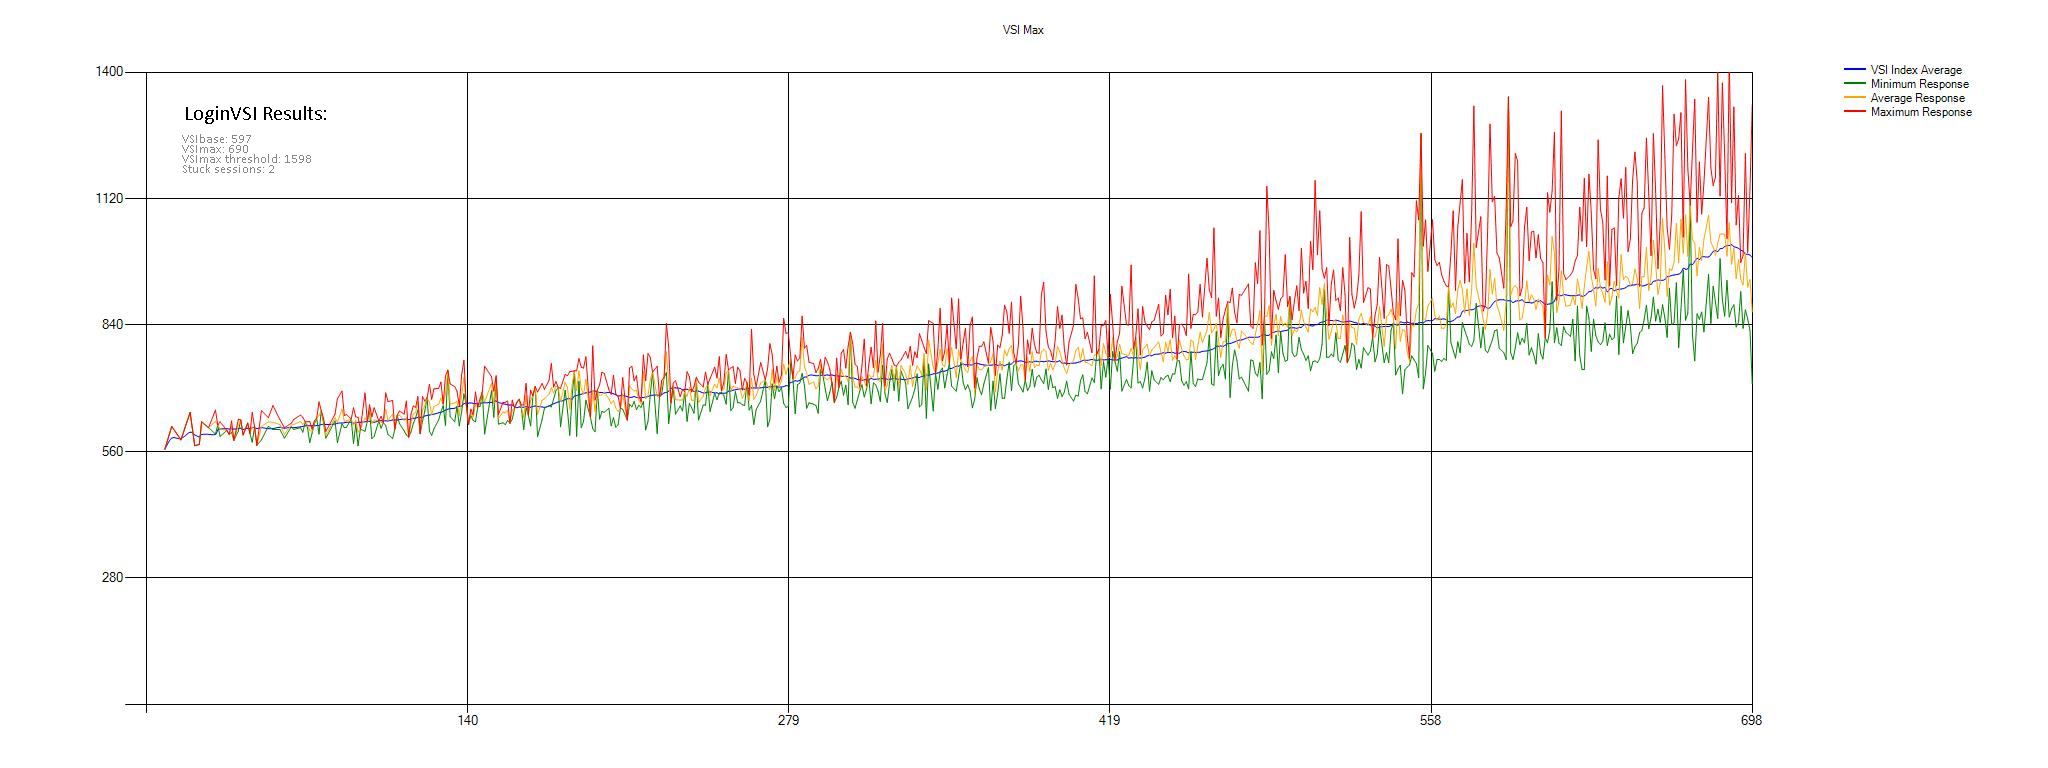 VSI Max
1400
1120
840
560
280
140
279
419
558
698
LoginVSI Results:
VSIbase: 597
VSImax: 690
VSImax threshold: 1598
Stuck sessions: 2
VSI Index Average
Minimum Response
Average Response
Maximum Response